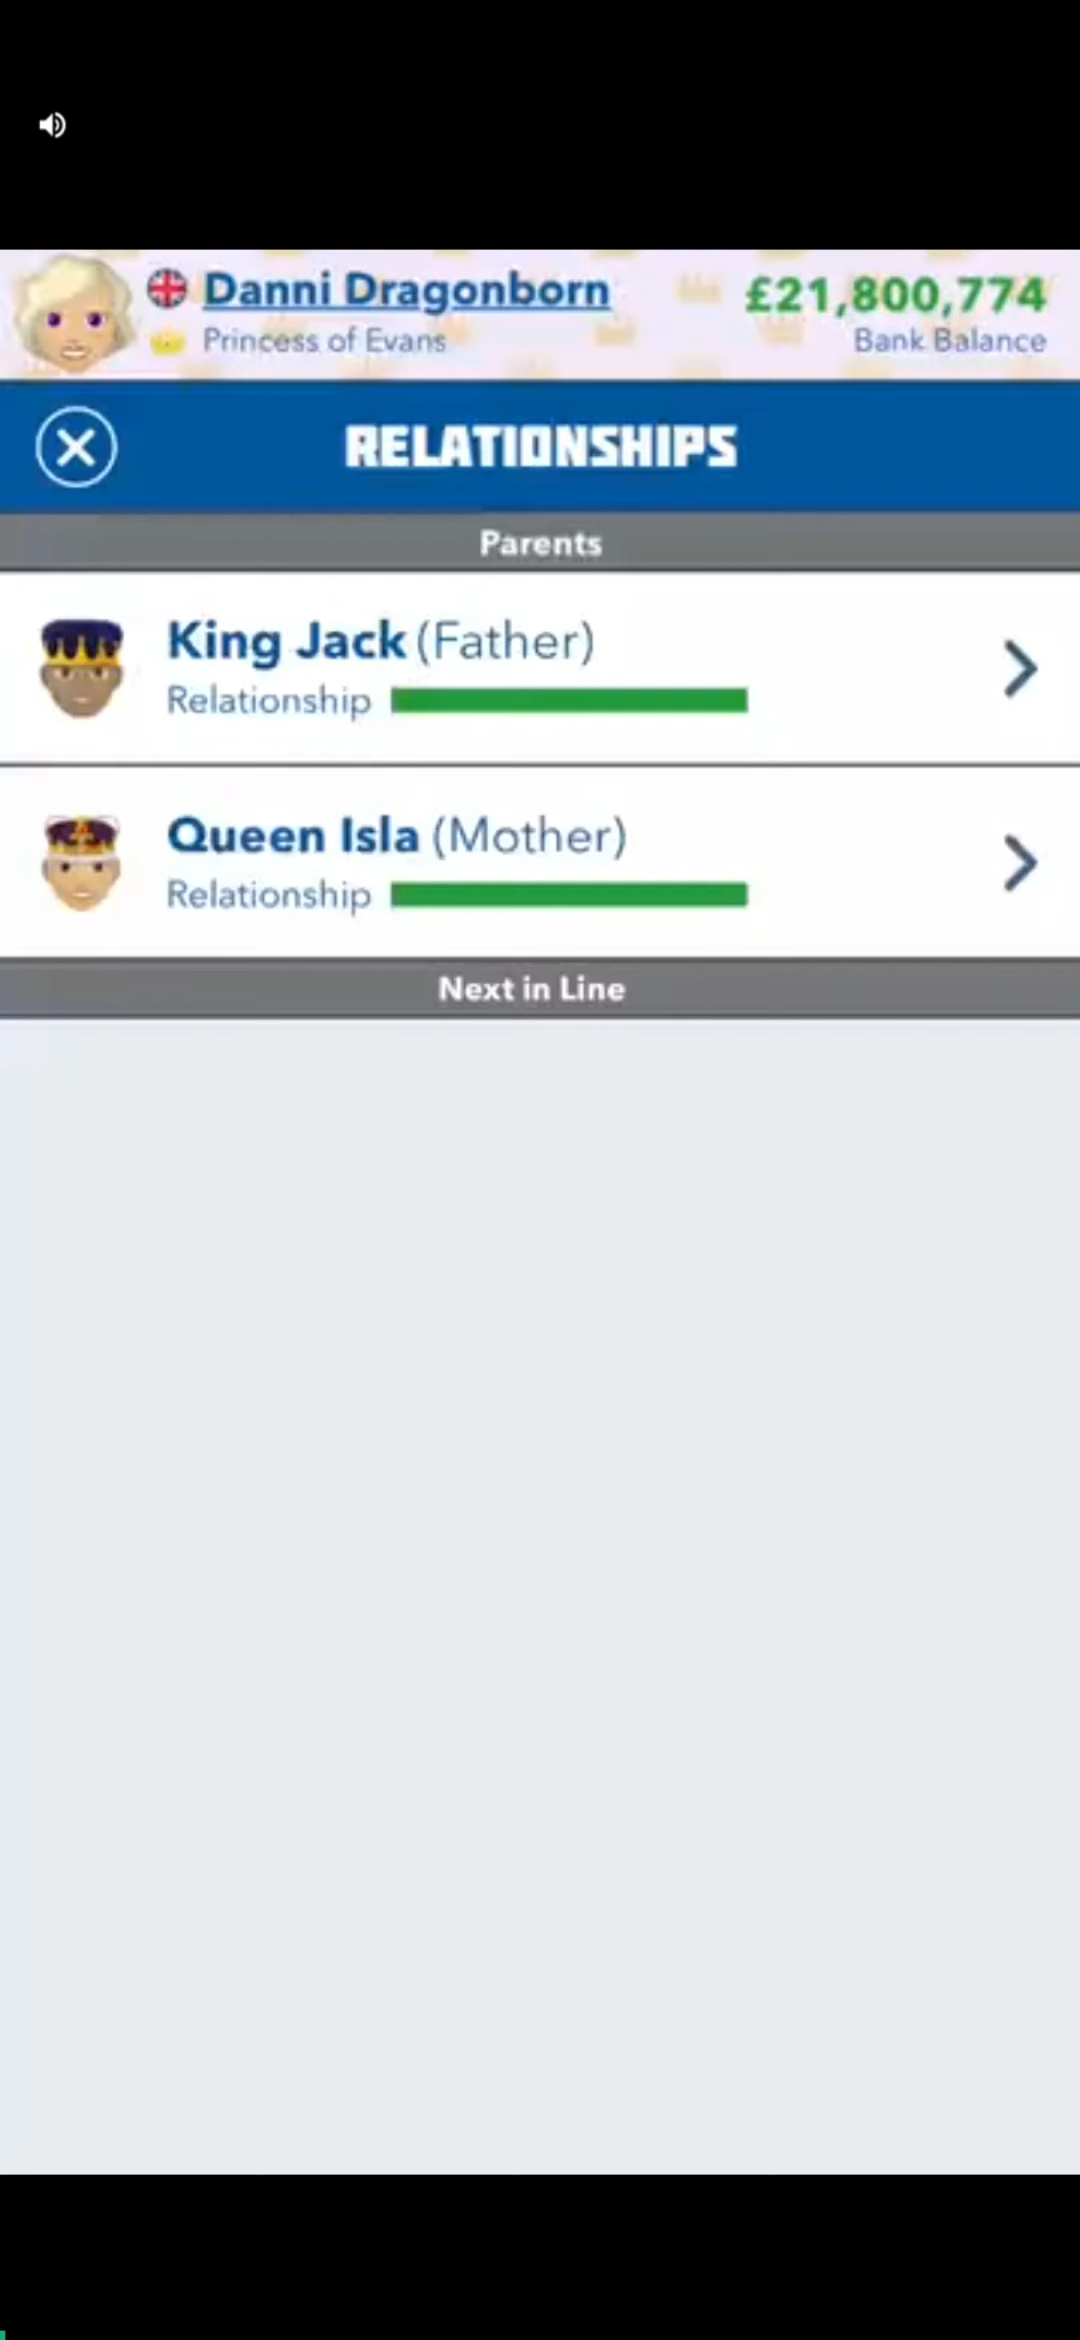 Danni Dragonborn
£21,800,774
Princess of Evans
Bank Balance
RELATIONSHIPS
Parents
King Jack (Father)
Relationship
Queen Isla (Mother)
Relationship
Next in Line